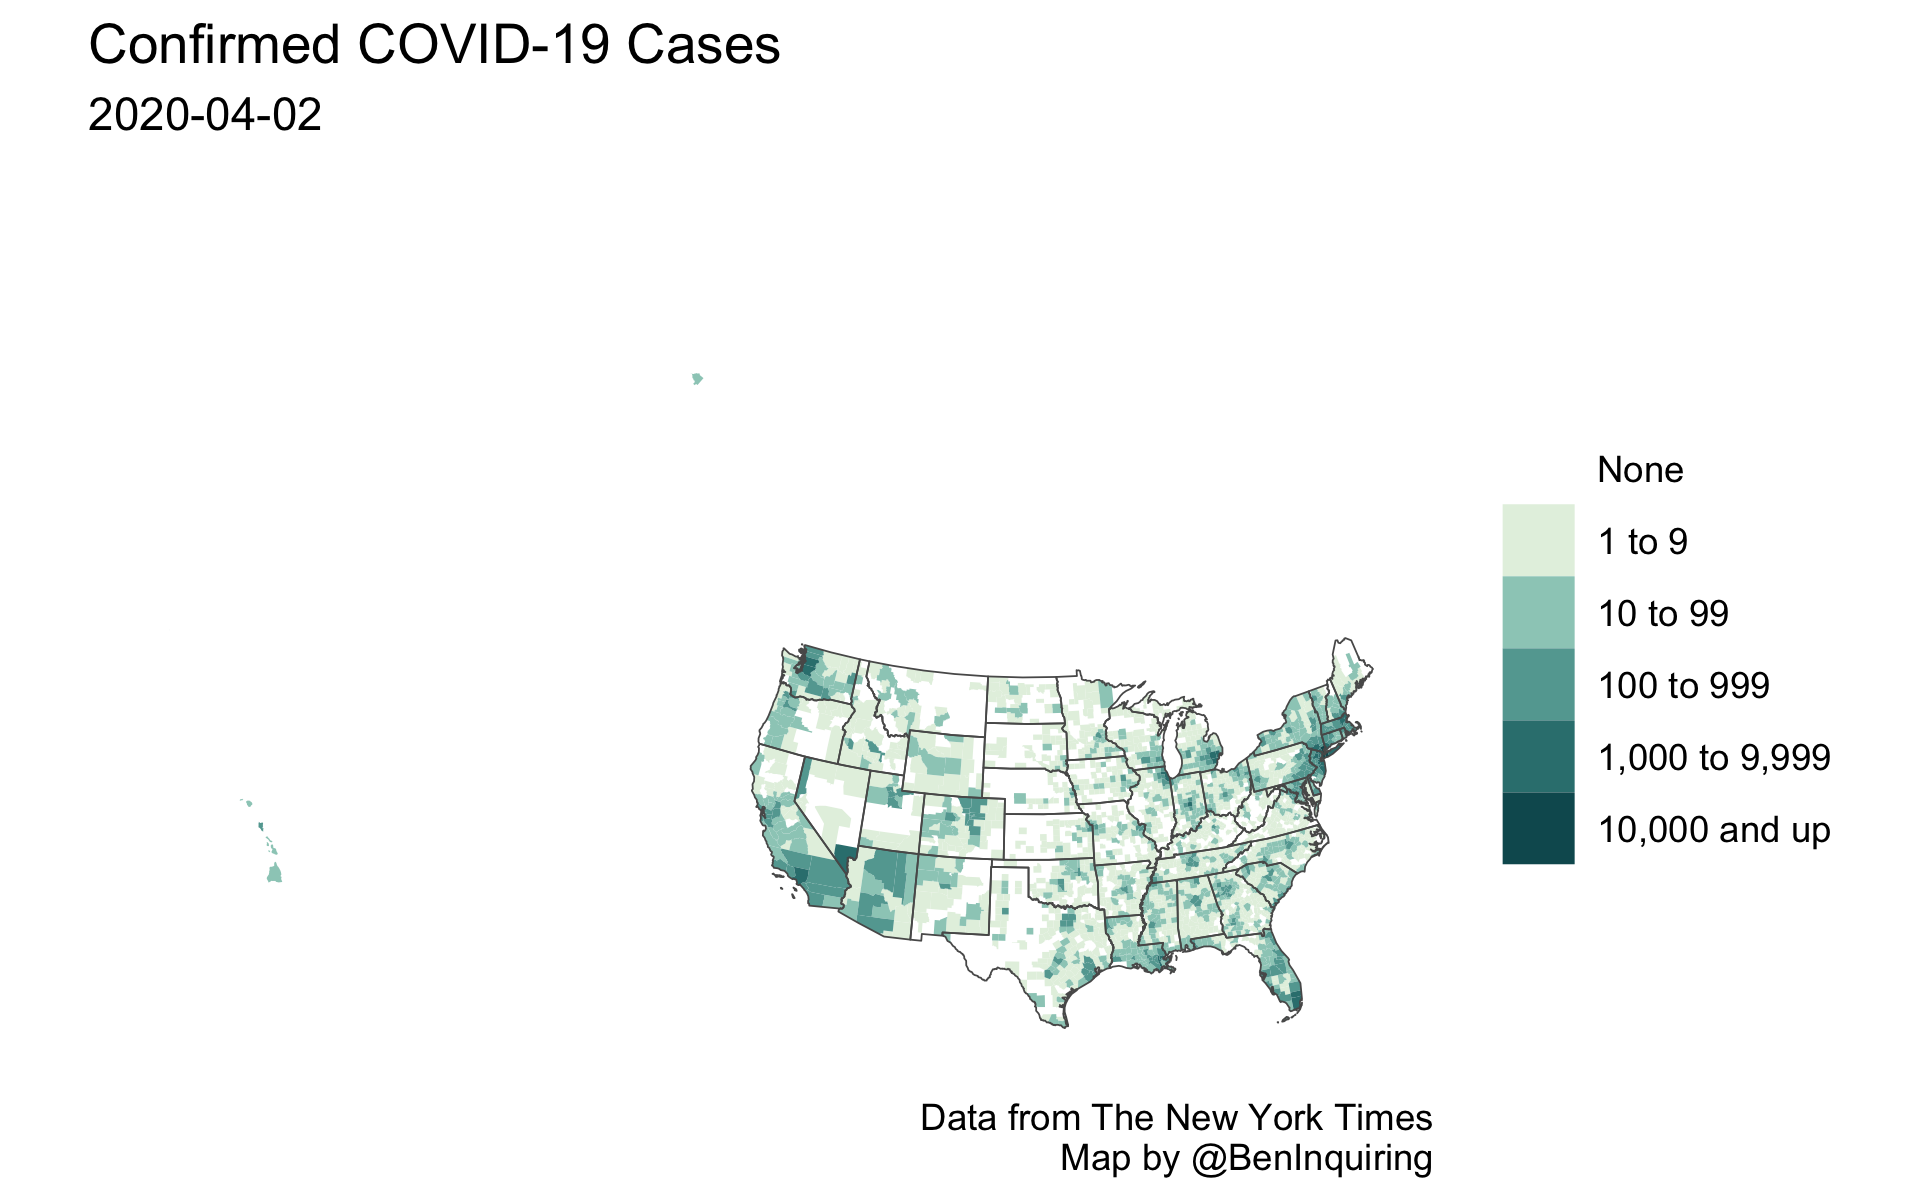 Confirmed COVID-19 Cases
2020-04-02
None
1 to 9
10 to 99
100 to 999
1,000 to 9,999
10,000 and up
Data from The New York Times
Map by @BenInquiring